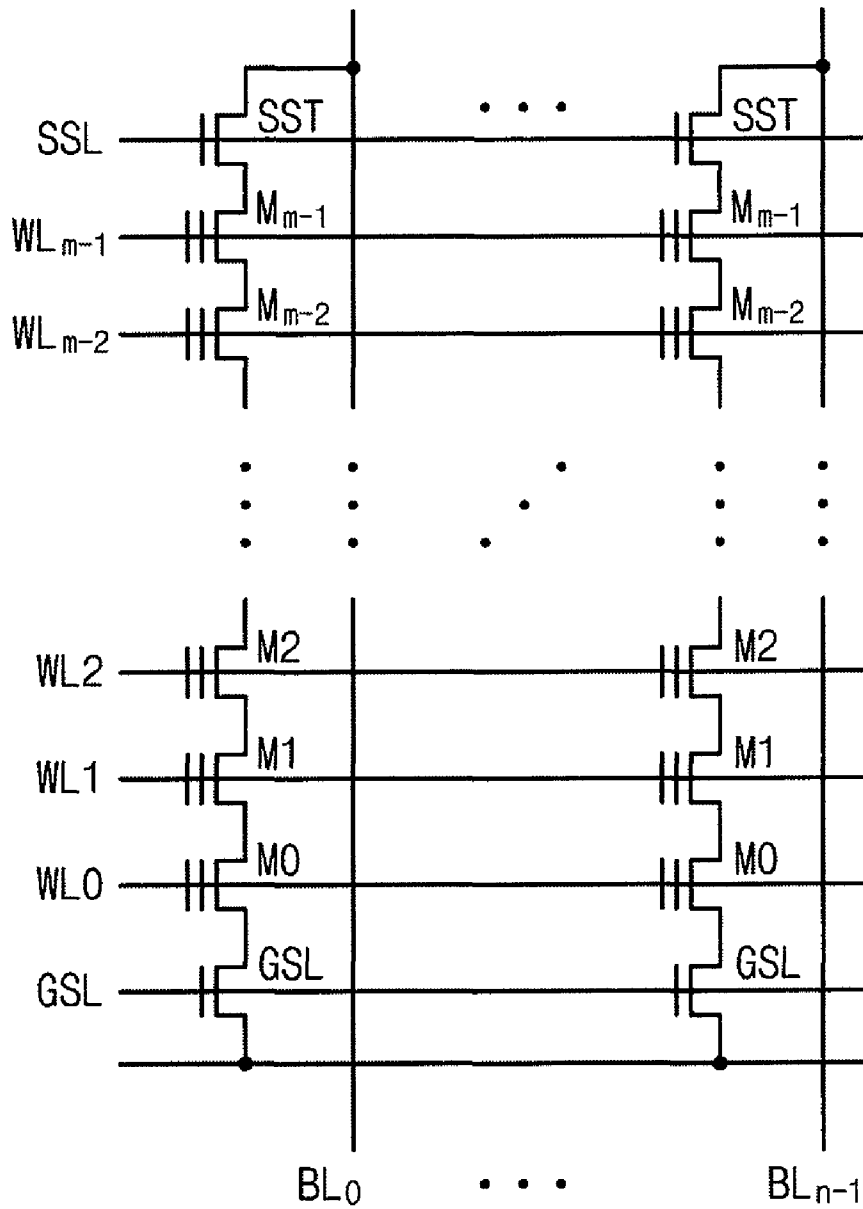 SSL SST . . . SST
WLm-1 Mm-1 Mm-1
WLm-2 Mm-2 Mm-2
WL2 M2 M2
WL1 M1 M1
WL0 M0 M0
GSL GSL GSL
BL0 . . . BLn-1